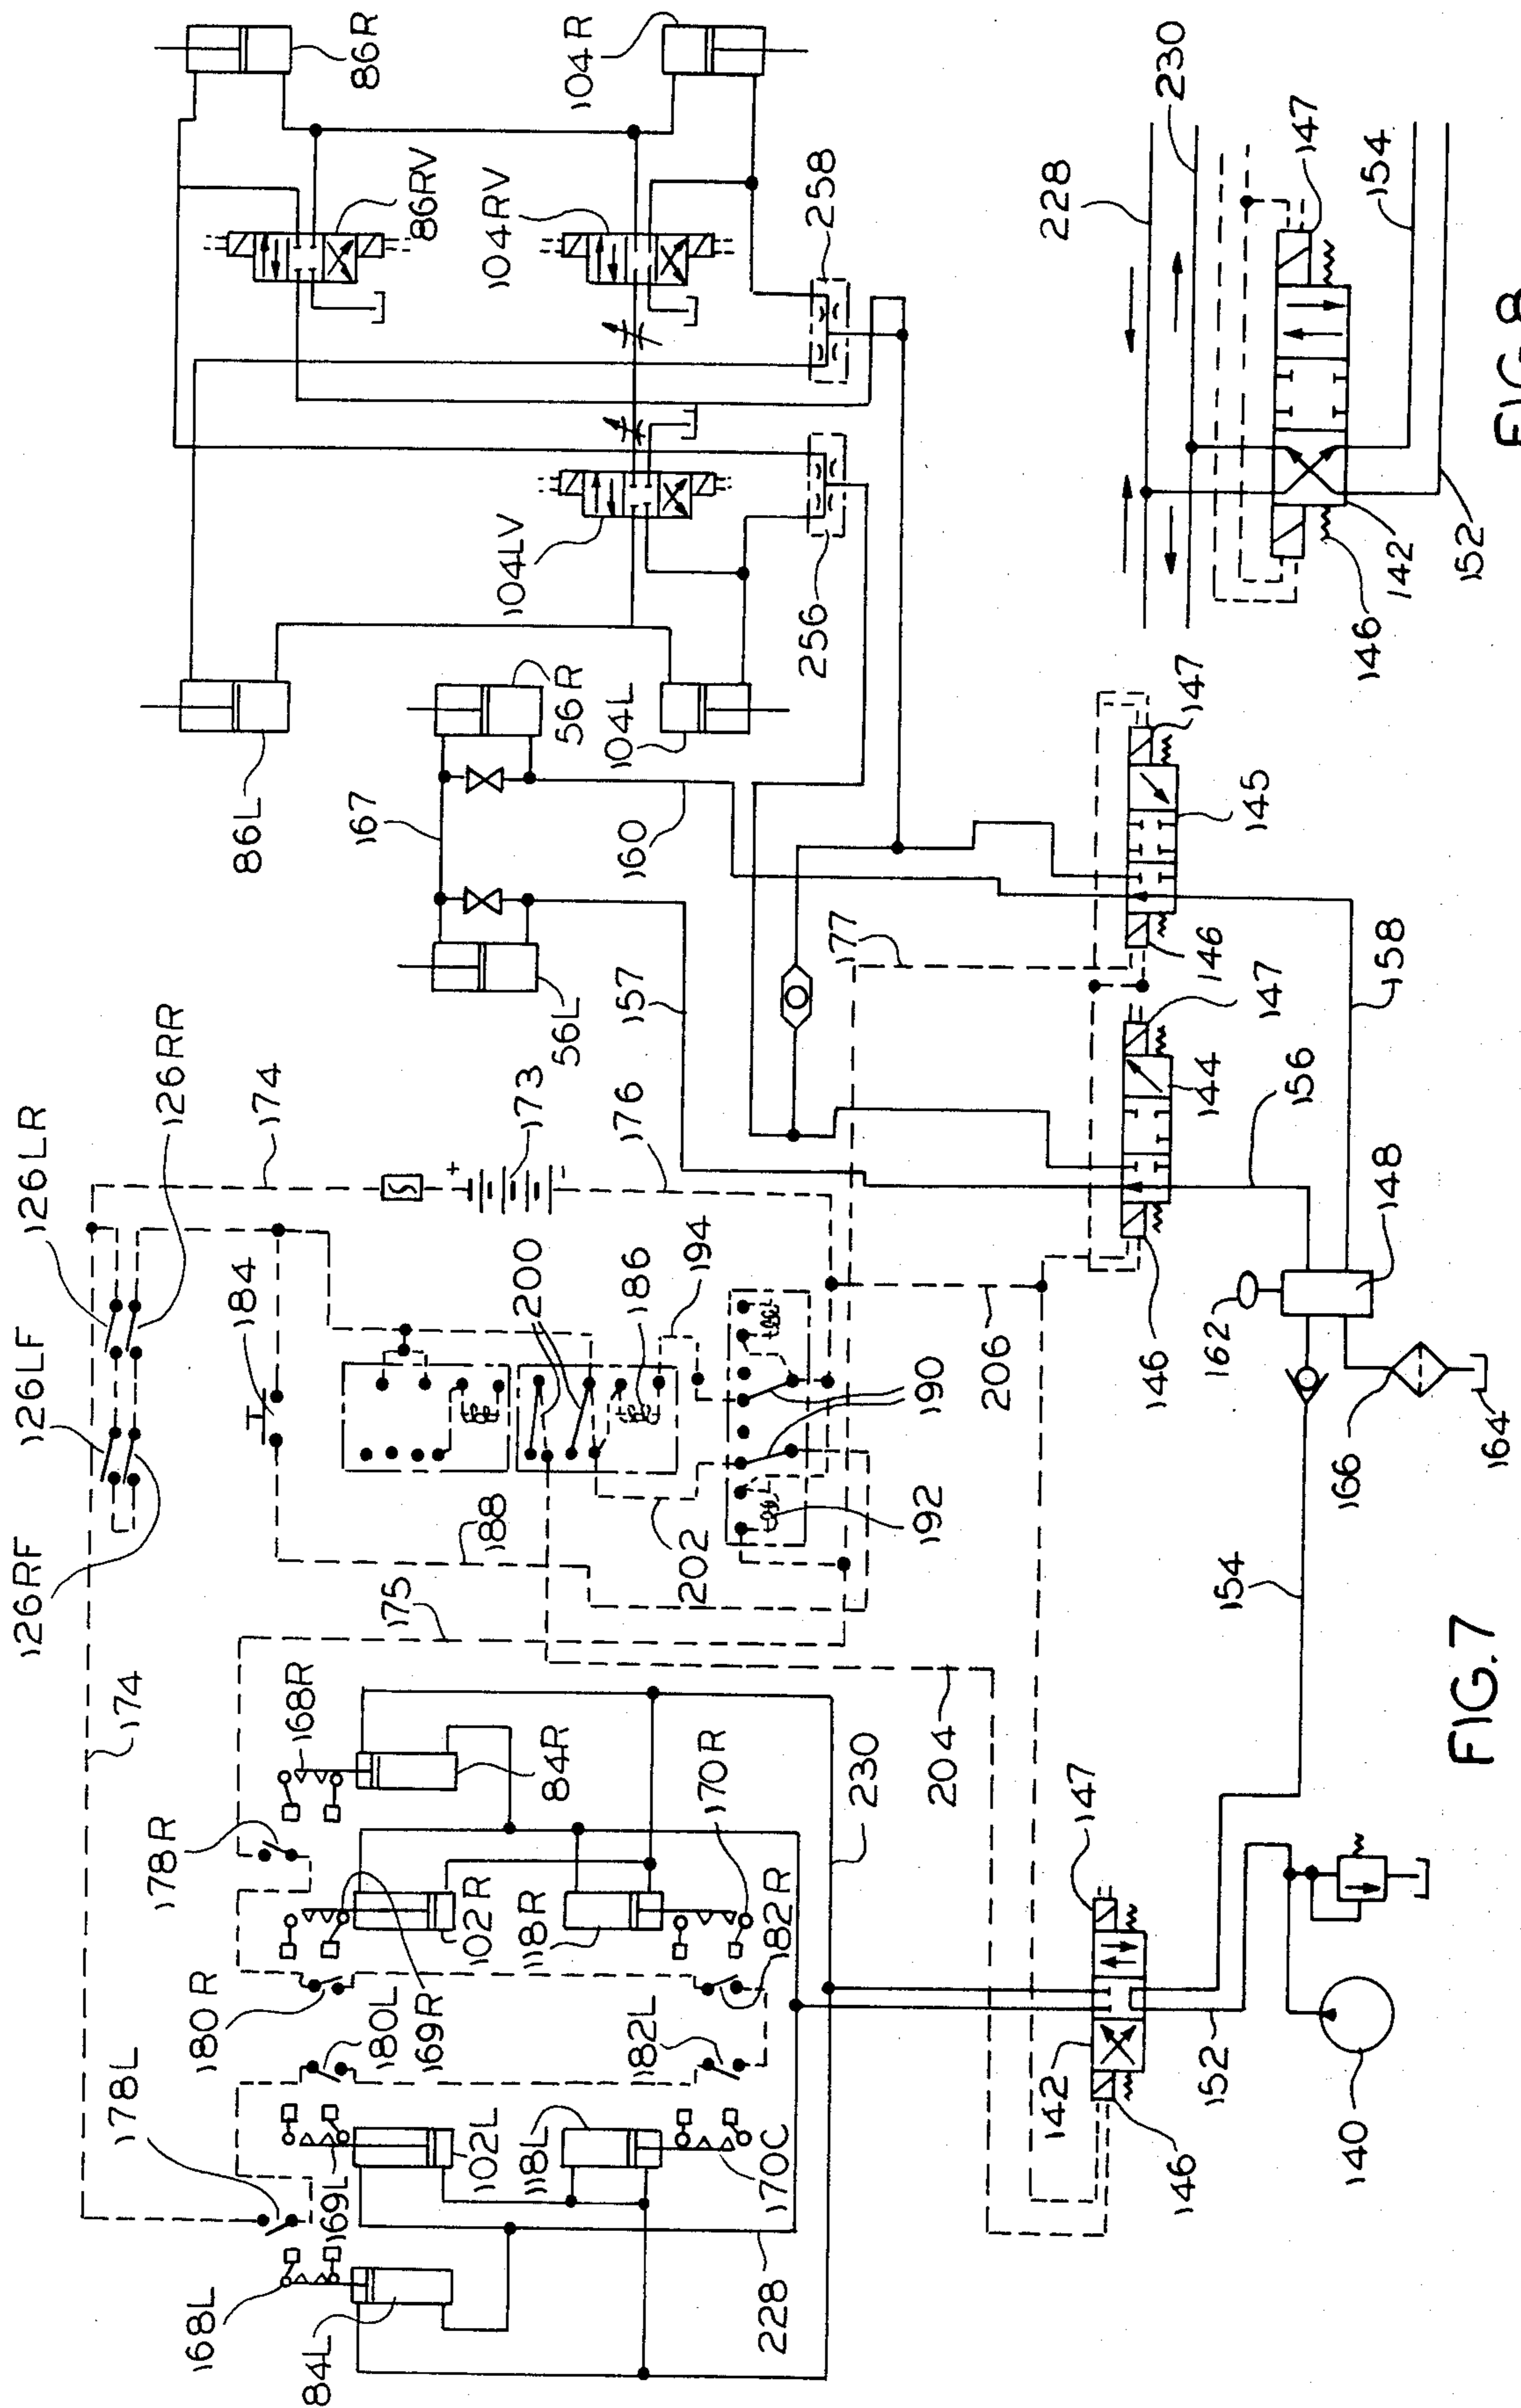 86R
104R
86RV
104RV
258
104LV
256
86L
56R
104L
167
160
56L
157
177
147
145
146
147
144
146
158
156
148
162
166
164
228
230
147
154
146
142
152
FIG. 8
126LR
126RR
126LF
126RF
174
184
173
+
-
176
200
194
186
190
206
192
202
188
175
174
204
154
168R
178R
84R
170R
230
102R
118R
182R
180R
169R
180L
182L
178L
169L
102L
118L
170C
168L
84L
228
147
142
146
152
140
FIG. 7